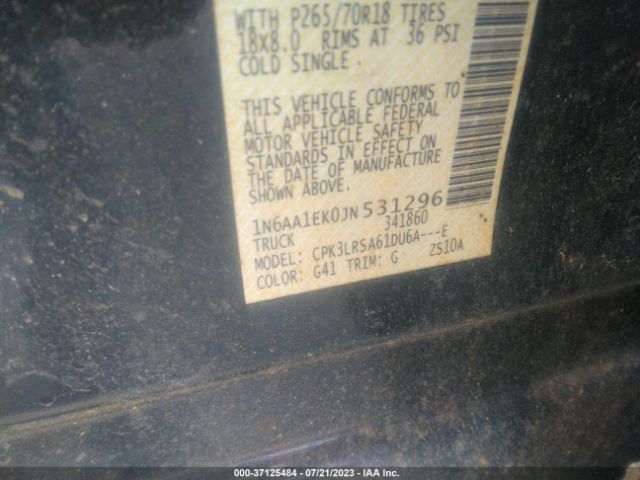 WITH P265/70R18 TIRES
18X8.0 RIMS AT 36 PSI
COLD SINGLE.
THIS VEHICLE CONFORMS TO
ALL APPLICABLE FEDERAL
MOTOR VEHICLE SAFETY
STANDARDS IN EFFECT ON
THE DATE OF MANUFACTURE
SHOWN ABOVE.
1N6AA1EK0JN531296
TRUCK 341860
MODEL: CPK3LRSA61DU6A---E
COLOR: G41 TRIM: G ZS10A
000-37125484 - 07/21/2023 - IAA Inc.